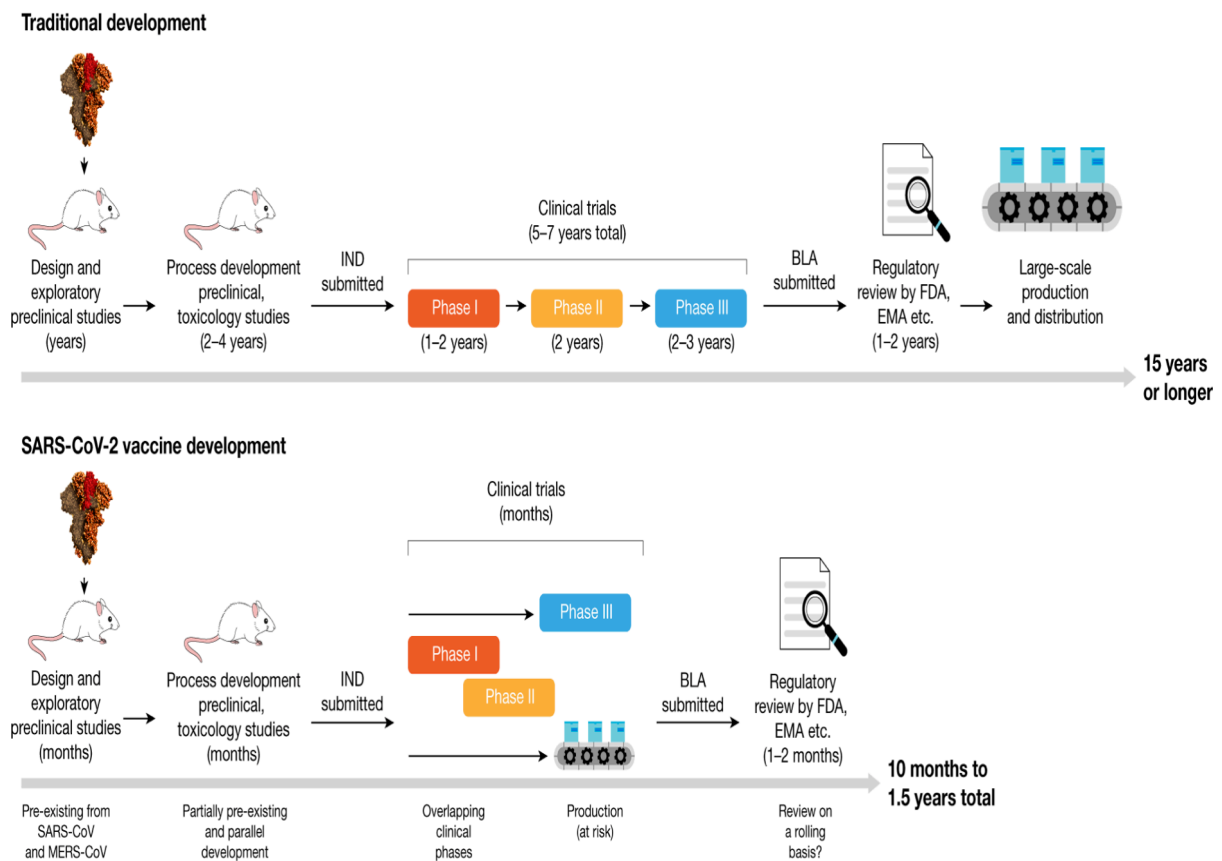 Traditional development
Clinical trials
(5–7 years total)
Design and
exploratory
preclinical studies
(years)
Process development
preclinical,
toxicology studies
(2–4 years)
IND
submitted
Phase I
(1–2 years)
Phase II
(2 years)
Phase III
(2–3 years)
BLA
submitted
Regulatory
review by FDA,
EMA etc.
(1–2 years)
Large-scale
production
and distribution
15 years
or longer
SARS-CoV-2 vaccine development
Clinical trials
(months)
Design and
exploratory
preclinical studies
(months)
Process development
preclinical,
toxicology studies
(months)
IND
submitted
Phase III
Phase I
Phase II
BLA
submitted
Regulatory
review by FDA,
EMA etc.
(1–2 months)
10 months to
1.5 years total
Pre-existing from
SARS-CoV
and MERS-CoV
Partially pre-existing
and parallel
development
Overlapping
clinical
phases
Production
(at risk)
Review on
a rolling
basis?